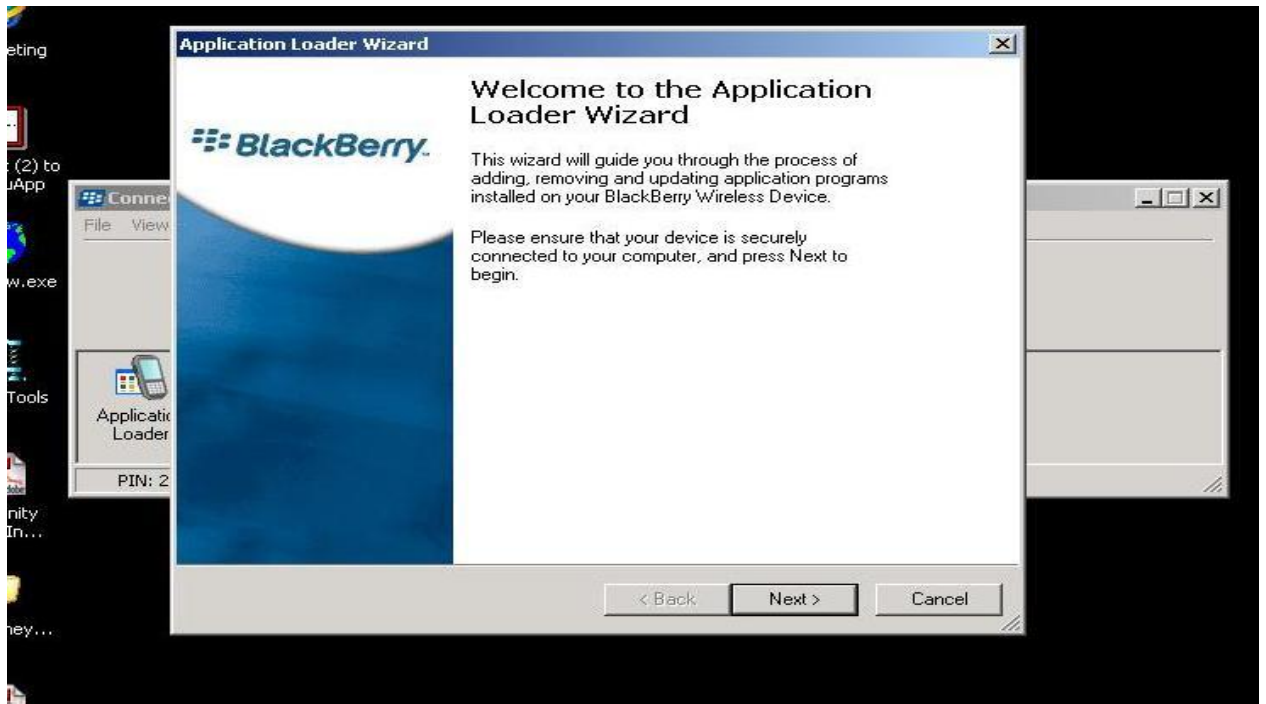 Application Loader Wizard
Welcome to the Application
Loader Wizard
BlackBerry.
This wizard will guide you through the process of
adding, removing and updating application programs
installed on your BlackBerry Wireless Device.
Please ensure that your device is securely
connected to your computer, and press Next to
begin.
< Back
Next >
Cancel
eting
(2) to
uApp
w.exe
Tools
nity
In...
ney...
Conne
File View
Applicatio
Loader
PIN: 2